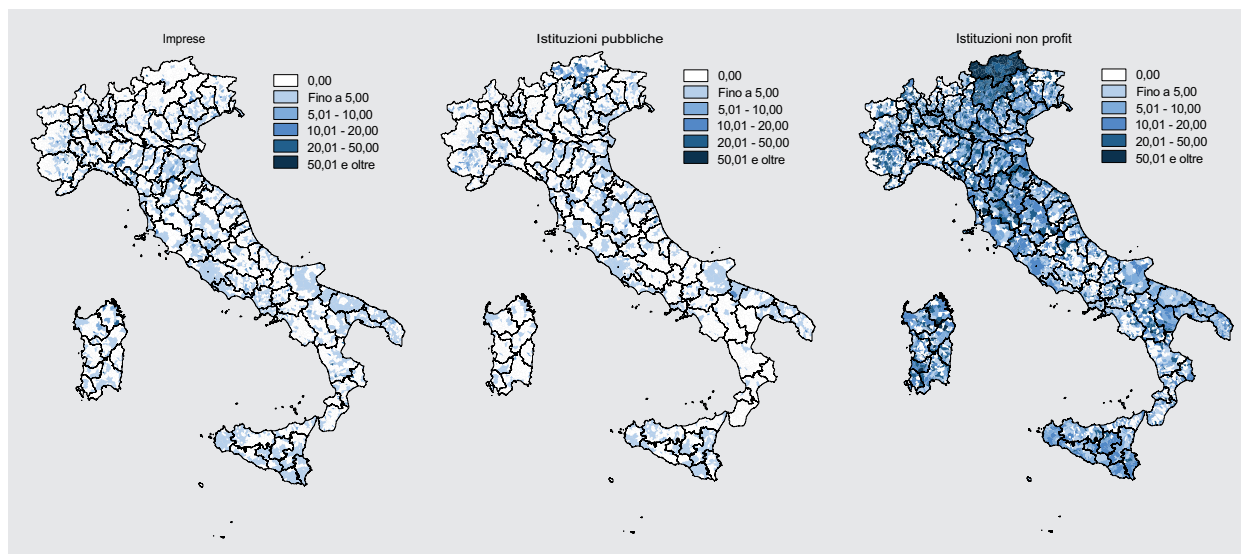 Imprese
0,00
Fino a 5,00
5,01 - 10,00
10,01 - 20,00
20,01 - 50,00
50,01 e oltre
Istituzioni pubbliche
0,00
Fino a 5,00
5,01 - 10,00
10,01 - 20,00
20,01 - 50,00
50,01 e oltre
Istituzioni non profit
0,00
Fino a 5,00
5,01 - 10,00
10,01 - 20,00
20,01 - 50,00
50,01 e oltre